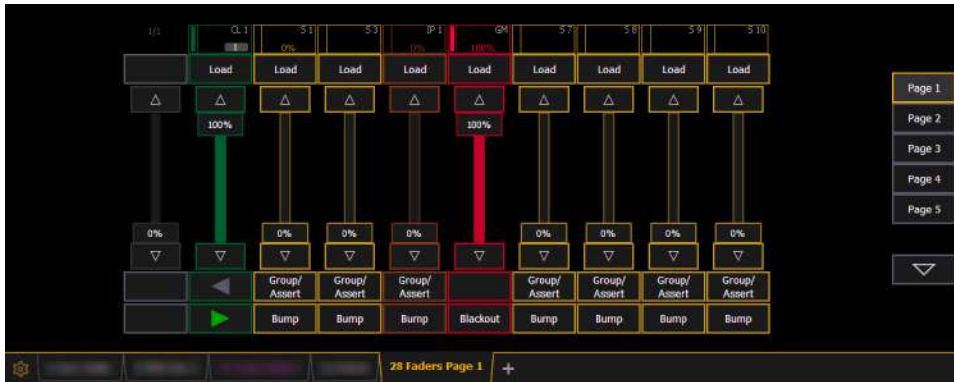 1/1 CL 1 S 1 S 3 IP 1 GM S 7 S 8 S 9 S 10
0% 0% 100%
Load Load Load Load Load Load Load Load Load
Page 1
100% 100%
Page 2
Page 3
Page 4
Page 5
0% 0% 0% 0% 0% 0% 0% 0%
Group/ Group/ Group/ Group/ Group/ Group/ Group/
Assert Assert Assert Assert Assert Assert Assert
Bump Bump Bump Blackout Bump Bump Bump Bump
28 Faders Page 1 +